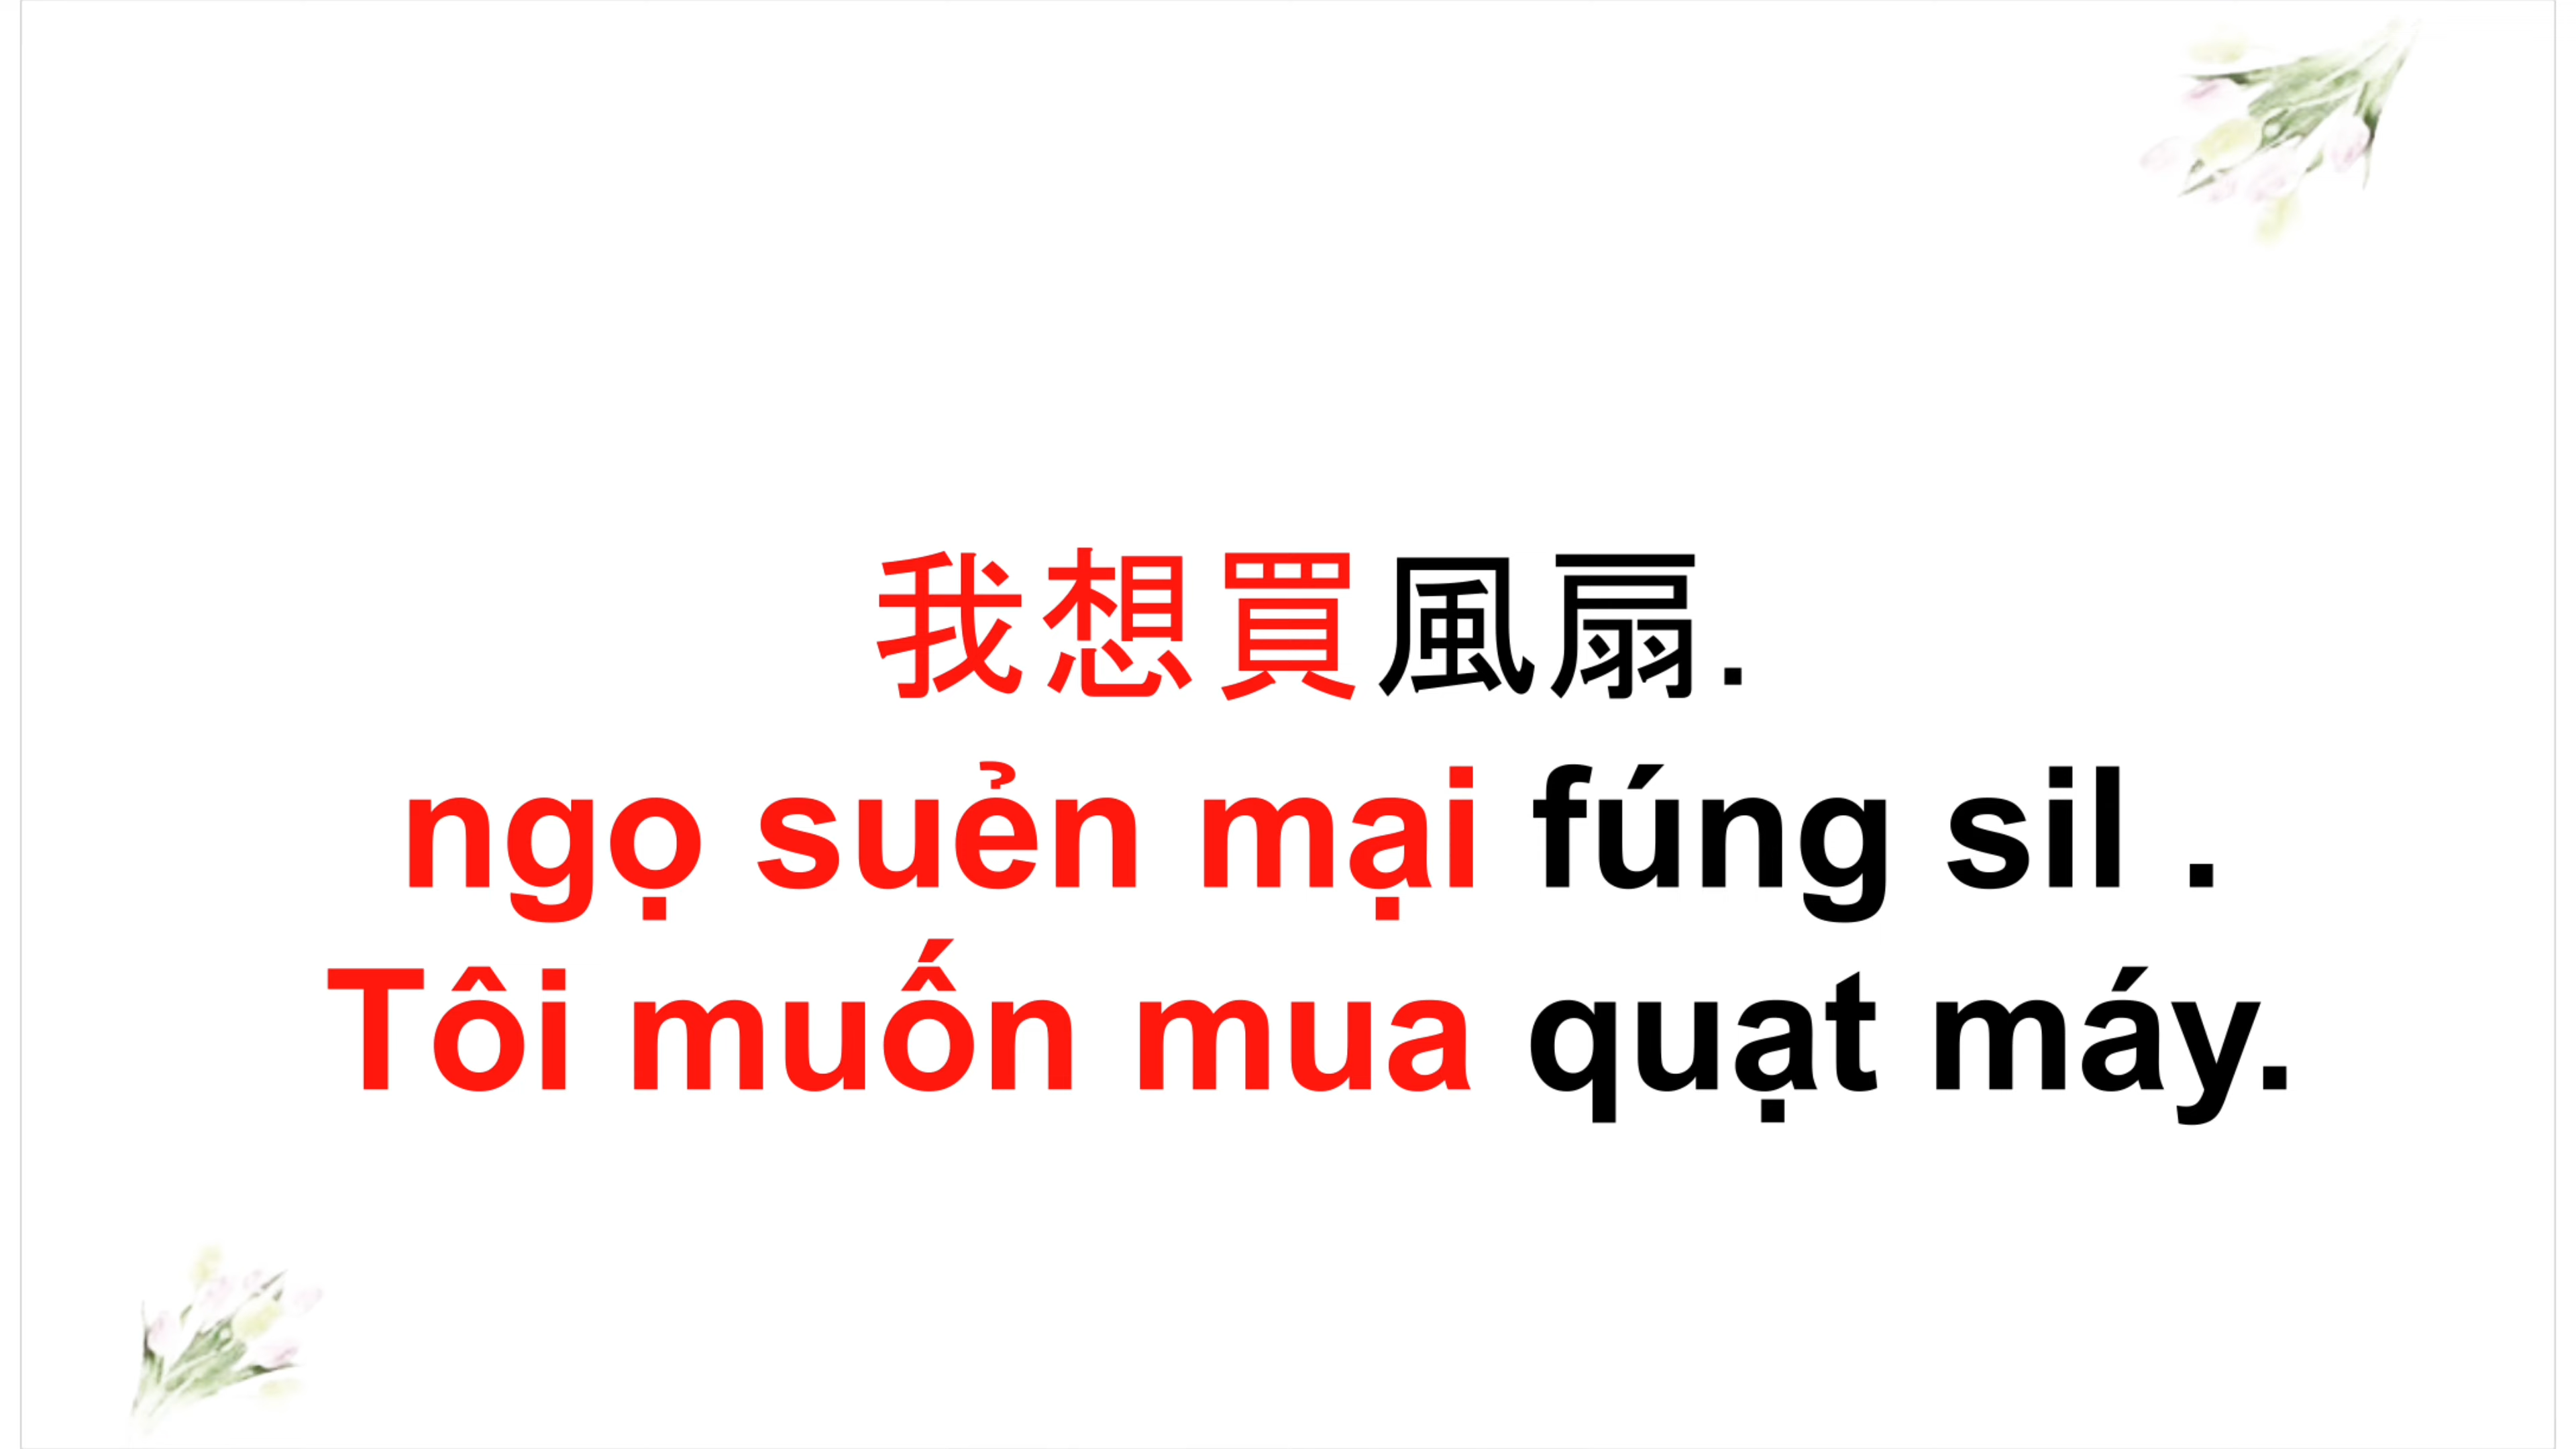 我想買風扇.
ngọ suẻn mại fúng sil .
Tôi muốn mua quạt máy.